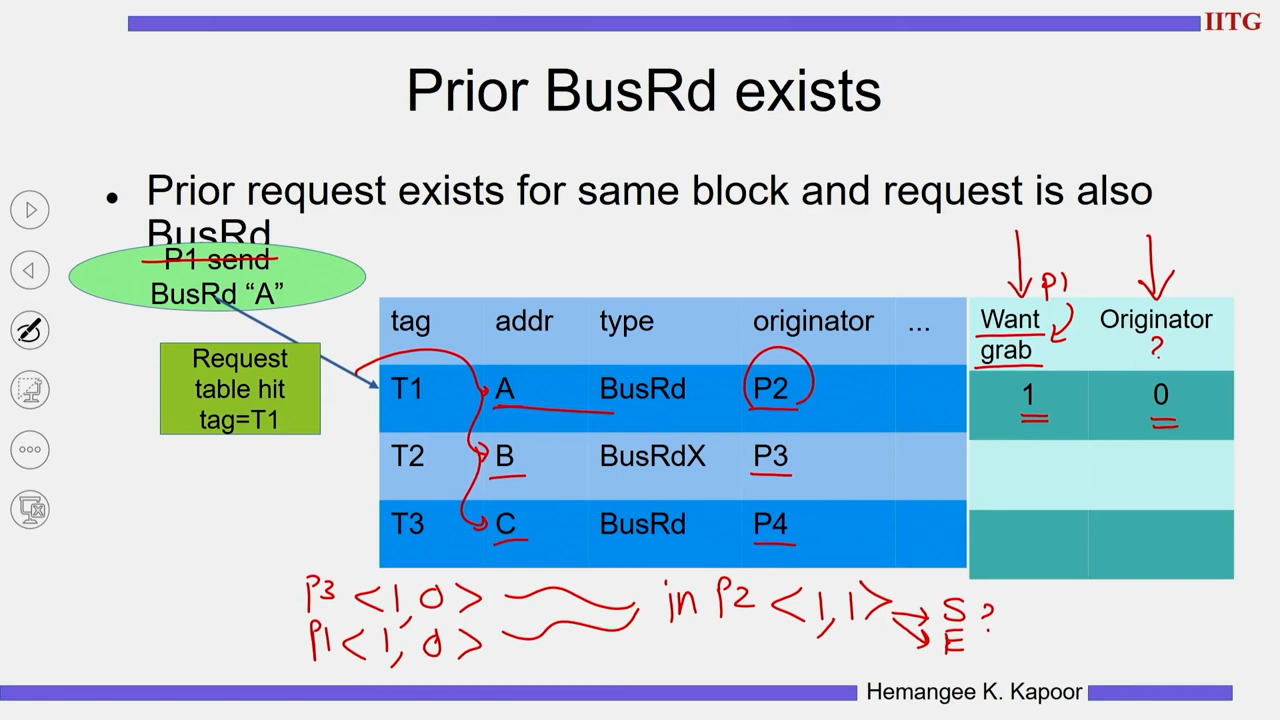 IITG
Prior BusRd exists
• Prior request exists for same block and request is also
BusRd
P1 send
BusRd “A”
Request
table hit
tag=T1
tag addr type originator ... Want
grab Originator
?
P1
T1 A BusRd P2 1 0
T2 B BusRdX P3
T3 C BusRd P4
P3 <1, 0> in P2 <1, 1> S ?
P1 <1, 0> E
Hemangee K. Kapoor